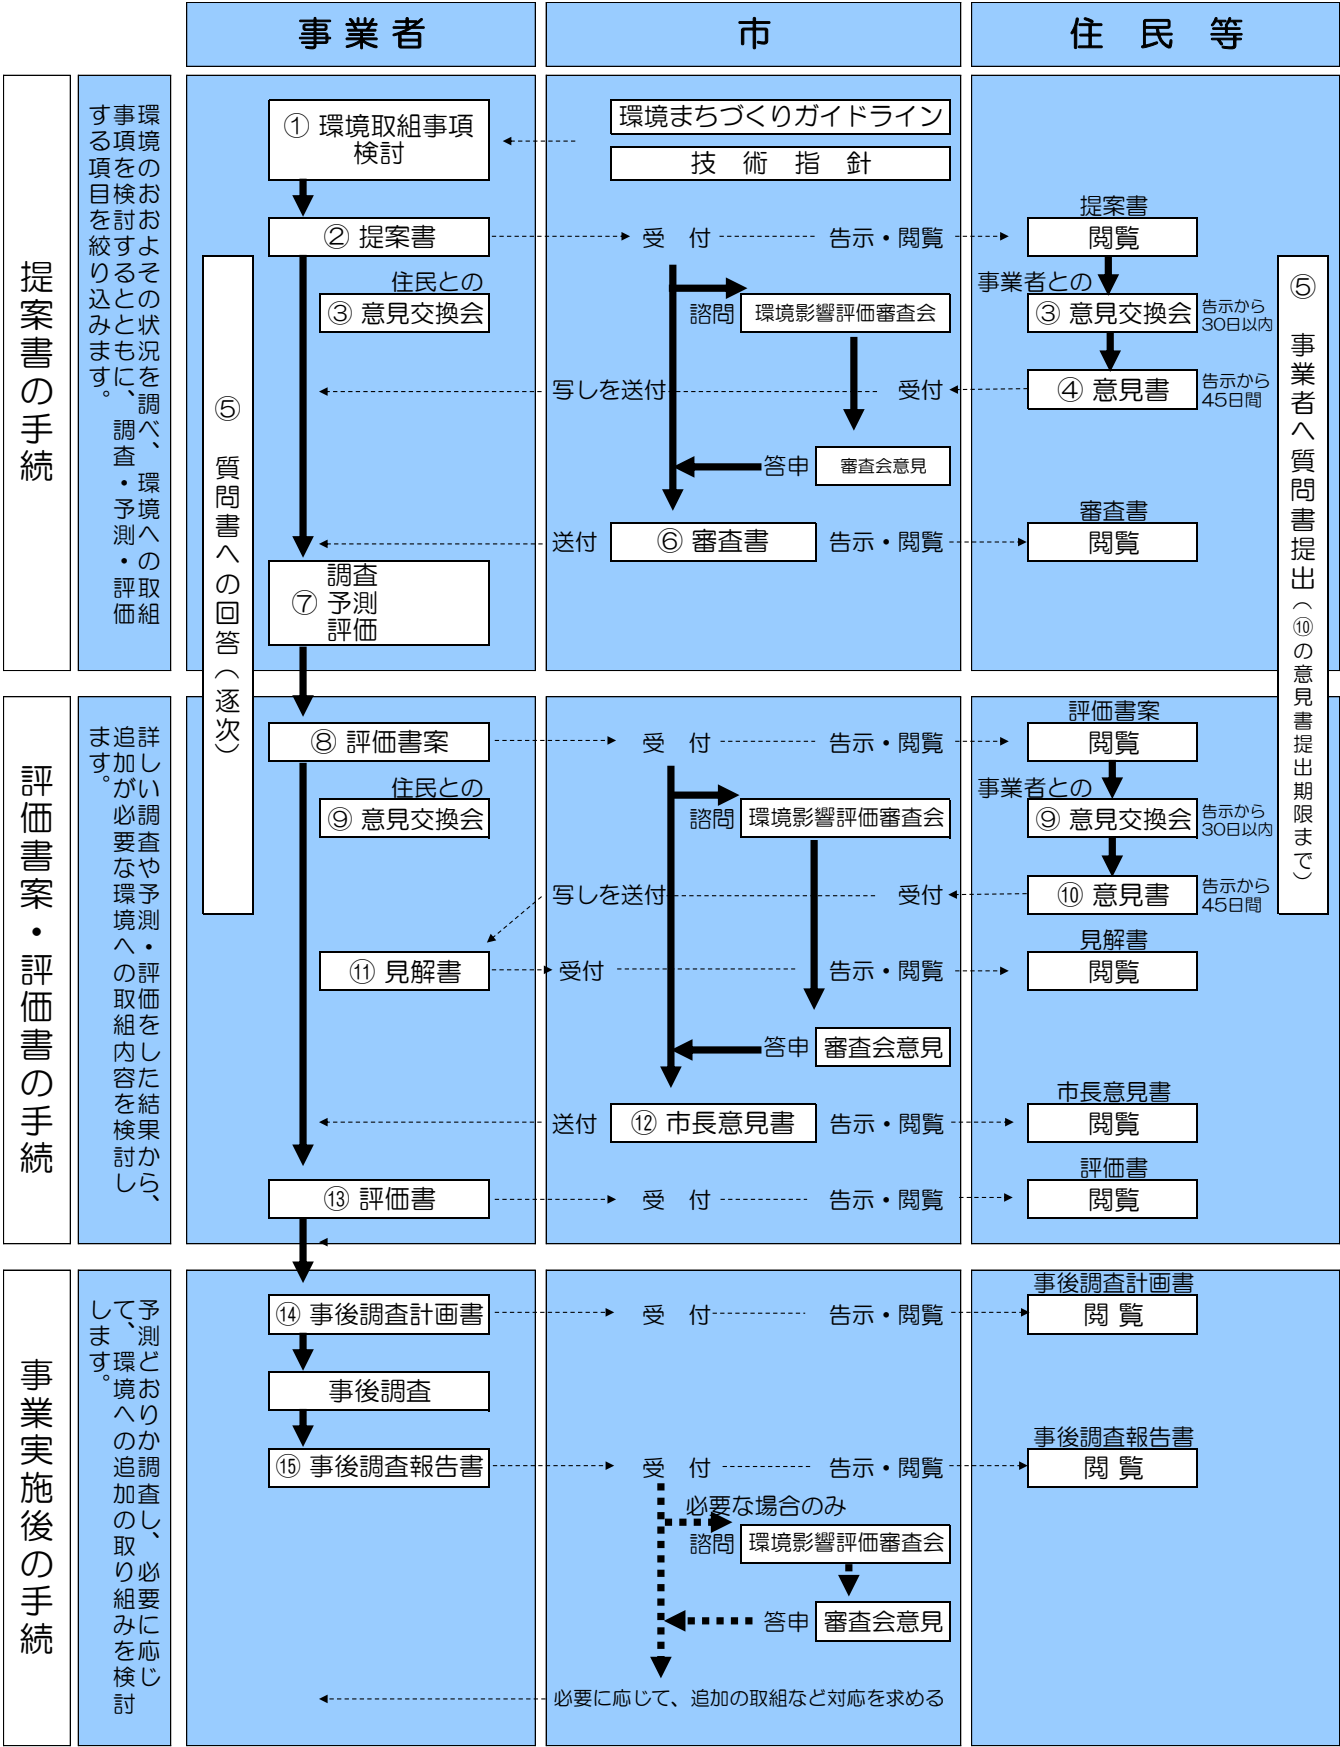 事業者
市
住民等
提案書の手続
環境のおおよその状況を調べ、環境への取組
事項を検討するとともに、調査・予測・評価
する項目を絞り込みます。
① 環境取組事項
検討
環境まちづくりガイドライン
技術指針
② 提案書
受付
告示・閲覧
提案書
閲覧
住民との
③ 意見交換会
諮問
環境影響評価審査会
事業者との
③ 意見交換会
告示から
30日以内
写しを送付
受付
④ 意見書
告示から
45日間
答申
審査会意見
送付
⑥ 審査書
告示・閲覧
審査書
閲覧
⑦
調査
予測
評価
⑤ 質問書への回答（逐次）
⑤ 事業者へ質問書提出（⑩の意見書提出期限まで）
評価書案・評価書の手続
詳しい調査や予測・評価をした結果から、
追加が必要な環境への取組内容を検討し
ます。
⑧ 評価書案
受付
告示・閲覧
評価書案
閲覧
住民との
⑨ 意見交換会
諮問
環境影響評価審査会
事業者との
⑨ 意見交換会
告示から
30日以内
写しを送付
受付
⑩ 意見書
告示から
45日間
⑪ 見解書
受付
告示・閲覧
見解書
閲覧
答申
審査会意見
送付
⑫ 市長意見書
告示・閲覧
市長意見書
閲覧
⑬ 評価書
受付
告示・閲覧
評価書
閲覧
事業実施後の手続
予測どおりか調査し、必要に応じ
て、環境への追加の取り組みを検討
します。
⑭ 事後調査計画書
受付
告示・閲覧
事後調査計画書
閲覧
事後調査
⑮ 事後調査報告書
受付
告示・閲覧
事後調査報告書
閲覧
必要な場合のみ
諮問
環境影響評価審査会
答申
審査会意見
必要に応じて、追加の取組など対応を求める